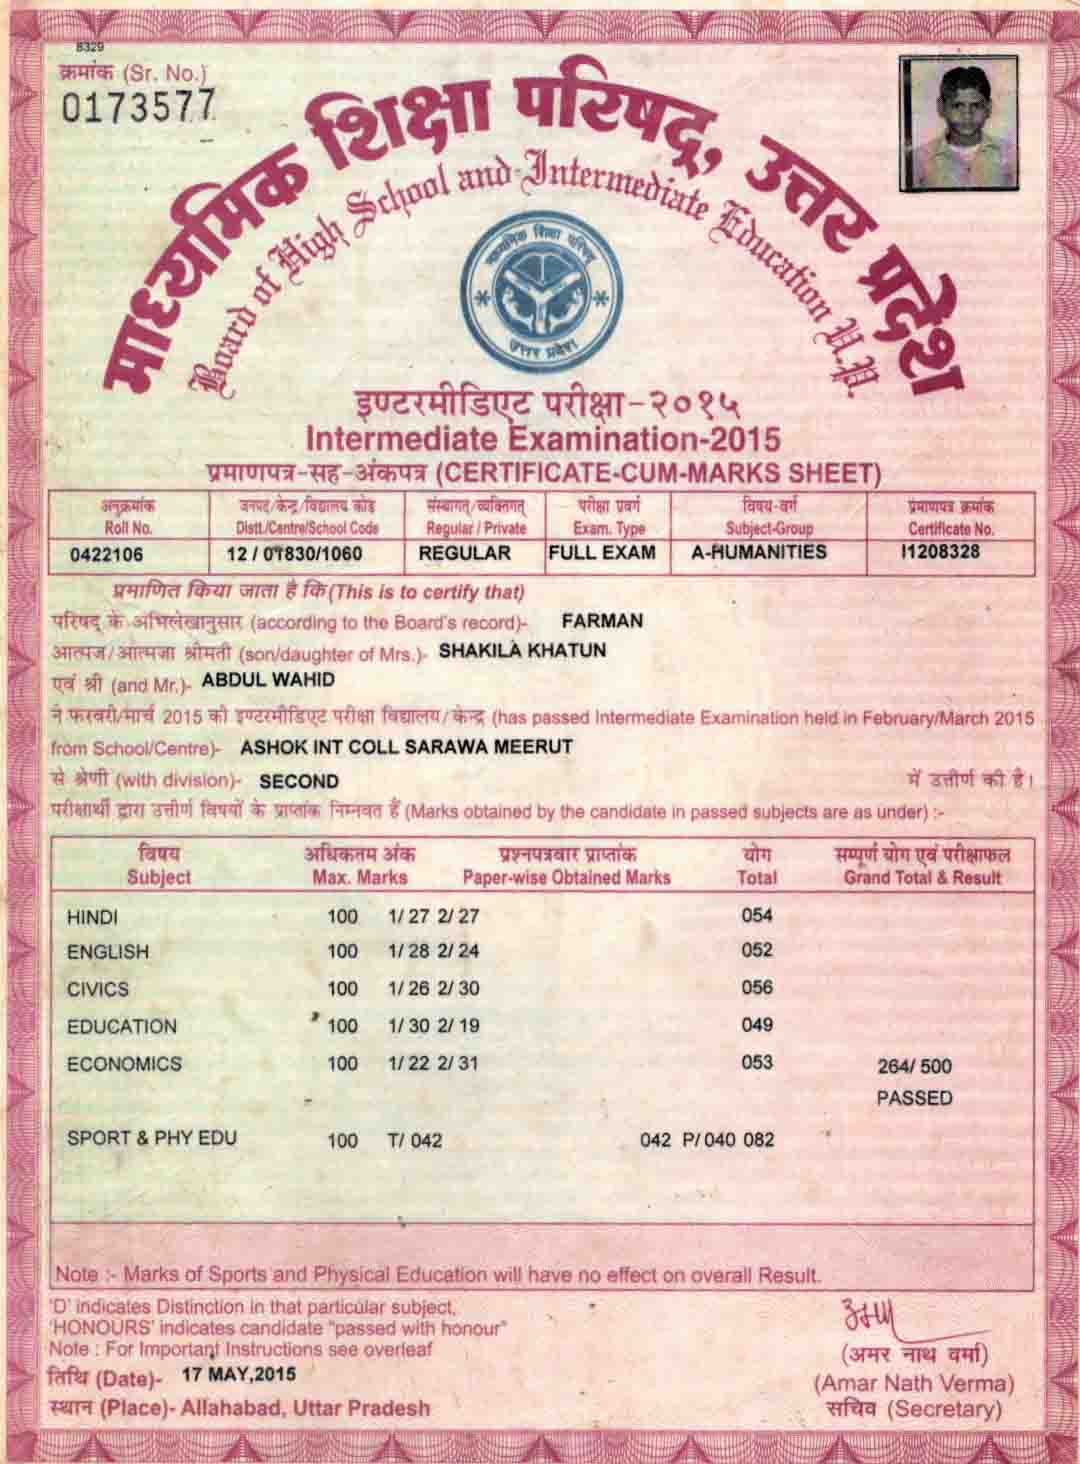 8329
क्रमांक (Sr. No.)
0173577
माध्यमिक शिक्षा परिषद्, उत्तर प्रदेश
Board of High School and Intermediate Education U.P.
माध्यमिक शिक्षा परिषद्
उत्तर प्रदेश
इण्टरमीडिएट परीक्षा-२०१५
Intermediate Examination-2015
प्रमाणपत्र-सह-अंकपत्र (CERTIFICATE-CUM-MARKS SHEET)
अनुक्रमांक जनपद/केन्द्र/विद्यालय कोड संस्थागत्/व्यक्तिगत् परीक्षा प्रवर्ग विषय-वर्ग प्रमाणपत्र क्रमांक
Roll No. Distt./Centre/School Code Regular / Private Exam. Type Subject-Group Certificate No.
0422106 12 / 01830/1060 REGULAR FULL EXAM A-HUMANITIES I1208328
प्रमाणित किया जाता है कि (This is to certify that)
परिषद् के अभिलेखानुसार (according to the Board's record)- FARMAN
आत्मज/आत्मजा श्रीमती (son/daughter of Mrs.)- SHAKILA KHATUN
एवं श्री (and Mr.)- ABDUL WAHID
ने फरवरी/मार्च 2015 की इण्टरमीडिएट परीक्षा विद्यालय/केन्द्र (has passed Intermediate Examination held in February/March 2015
from School/Centre)- ASHOK INT COLL SARAWA MEERUT
से श्रेणी (with division)- SECOND में उत्तीर्ण की है।
परीक्षार्थी द्वारा उत्तीर्ण विषयों के प्राप्तांक निम्नवत हैं (Marks obtained by the candidate in passed subjects are as under) :-
विषय अधिकतम अंक प्रश्नपत्रवार प्राप्तांक योग सम्पूर्ण योग एवं परीक्षाफल
Subject Max. Marks Paper-wise Obtained Marks Total Grand Total & Result
HINDI 100 1/ 27 2/ 27 054
ENGLISH 100 1/ 28 2/ 24 052
CIVICS 100 1/ 26 2/ 30 056
EDUCATION 100 1/ 30 2/ 19 049
ECONOMICS 100 1/ 22 2/ 31 053 264/ 500
PASSED
SPORT & PHY EDU 100 T/ 042 042 P/ 040 082
Note :- Marks of Sports and Physical Education will have no effect on overall Result.
'D' indicates Distinction in that particular subject,
'HONOURS' indicates candidate "passed with honour"
Note : For Important Instructions see overleaf
तिथि (Date)- 17 MAY,2015
स्थान (Place)- Allahabad, Uttar Pradesh
(अमर नाथ वर्मा)
(Amar Nath Verma)
सचिव (Secretary)